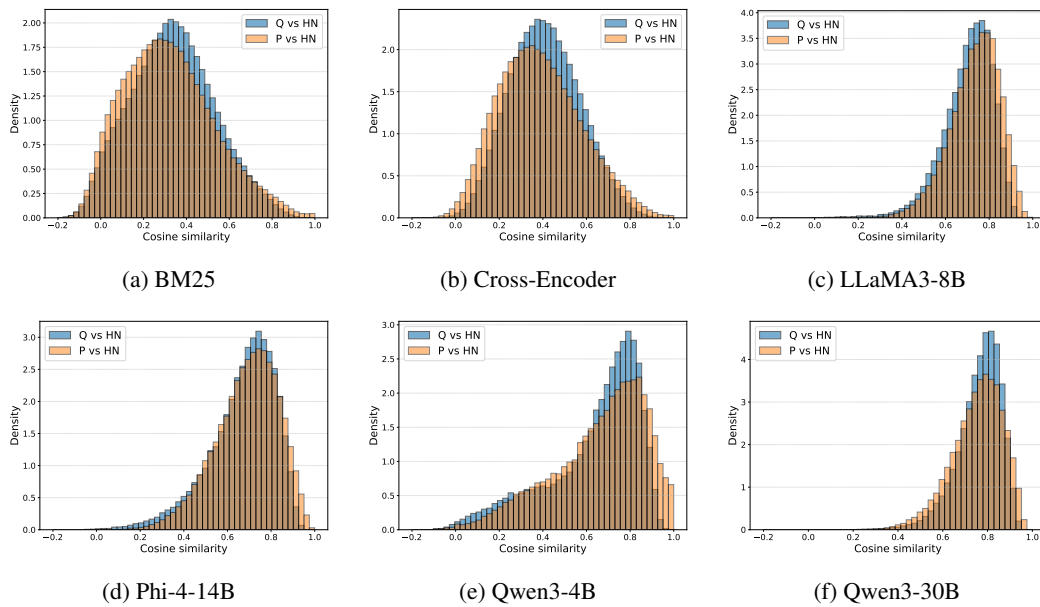 Q vs HN
P vs HN
Density
2.00
1.75
1.50
1.25
1.00
0.75
0.50
0.25
0.00
−0.2 0.0 0.2 0.4 0.6 0.8 1.0
Cosine similarity
(a) BM25
Q vs HN
P vs HN
Density
2.0
1.5
1.0
0.5
0.0
−0.2 0.0 0.2 0.4 0.6 0.8 1.0
Cosine similarity
(b) Cross-Encoder
Q vs HN
P vs HN
Density
4.0
3.5
3.0
2.5
2.0
1.5
1.0
0.5
0.0
−0.2 0.0 0.2 0.4 0.6 0.8 1.0
Cosine similarity
(c) LLaMA3-8B
Q vs HN
P vs HN
Density
3.0
2.5
2.0
1.5
1.0
0.5
0.0
−0.2 0.0 0.2 0.4 0.6 0.8 1.0
Cosine similarity
(d) Phi-4-14B
Q vs HN
P vs HN
Density
3.0
2.5
2.0
1.5
1.0
0.5
0.0
−0.2 0.0 0.2 0.4 0.6 0.8 1.0
Cosine similarity
(e) Qwen3-4B
Q vs HN
P vs HN
Density
4
3
2
1
0
−0.2 0.0 0.2 0.4 0.6 0.8 1.0
Cosine similarity
(f) Qwen3-30B